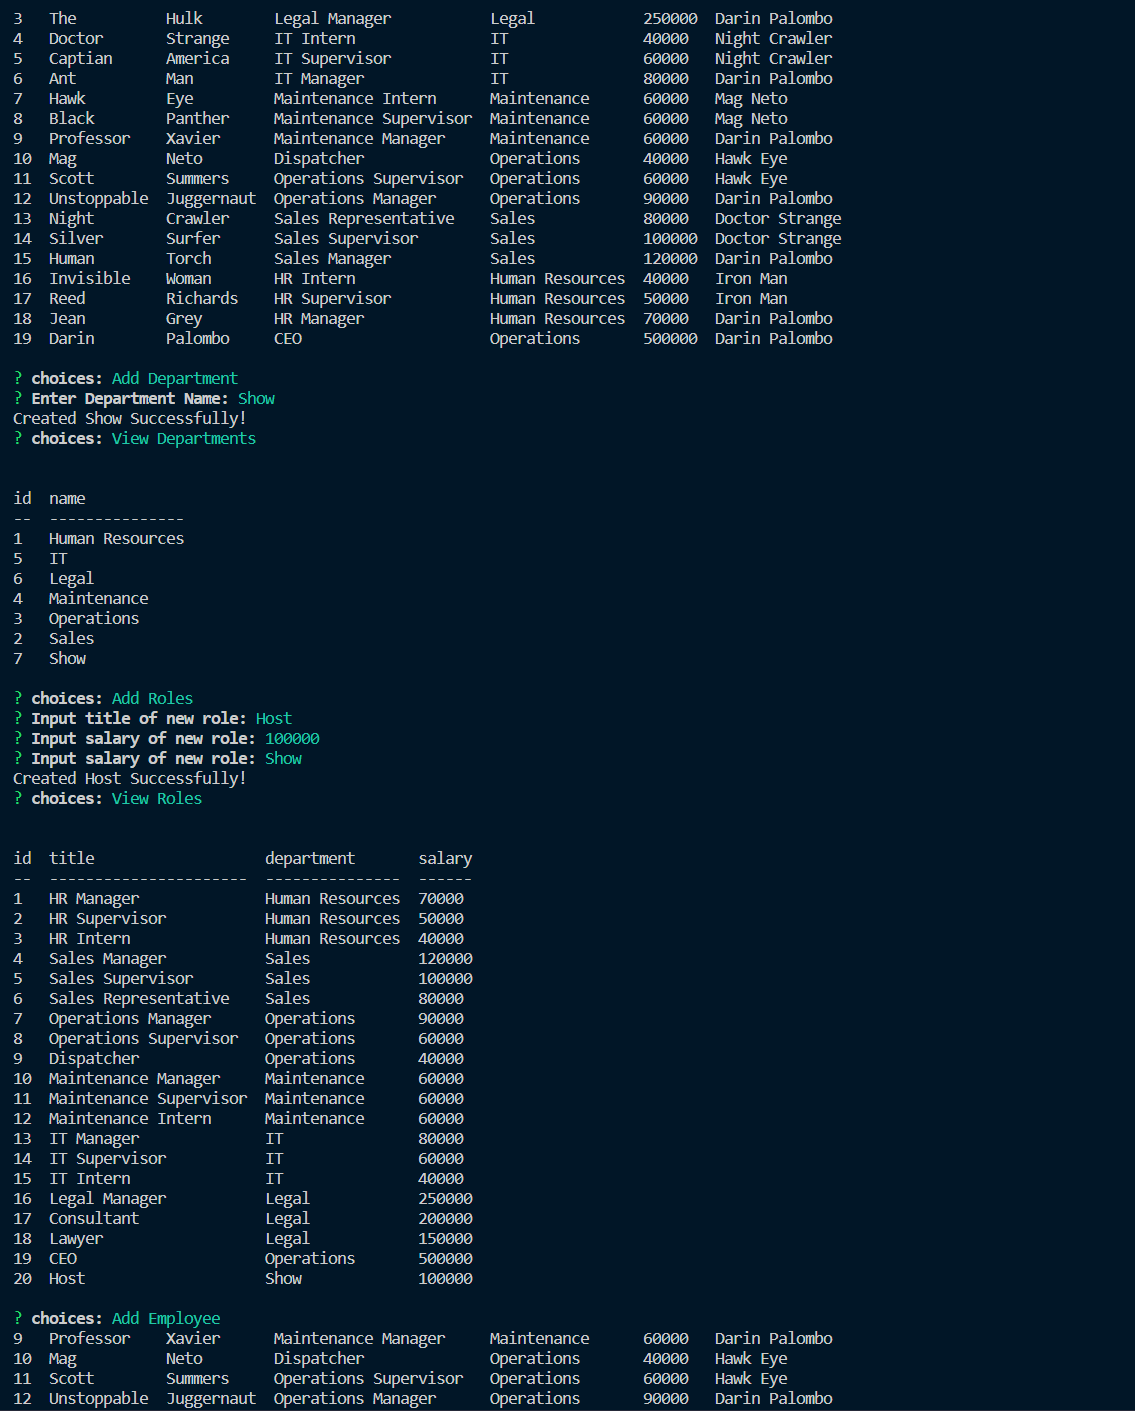 3   The          Hulk        Legal Manager           Legal            250000  Darin Palombo
4   Doctor       Strange     IT Intern               IT               40000   Night Crawler
5   Captian      America     IT Supervisor           IT               60000   Night Crawler
6   Ant          Man         IT Manager              IT               80000   Darin Palombo
7   Hawk         Eye         Maintenance Intern      Maintenance      60000   Mag Neto
8   Black        Panther     Maintenance Supervisor  Maintenance      60000   Mag Neto
9   Professor    Xavier      Maintenance Manager     Maintenance      60000   Darin Palombo
10  Mag          Neto        Dispatcher              Operations       40000   Hawk Eye
11  Scott        Summers     Operations Supervisor   Operations       60000   Hawk Eye
12  Unstoppable  Juggernaut  Operations Manager      Operations       90000   Darin Palombo
13  Night        Crawler     Sales Representative    Sales            80000   Doctor Strange
14  Silver       Surfer      Sales Supervisor        Sales            100000  Doctor Strange
15  Human        Torch       Sales Manager           Sales            120000  Darin Palombo
16  Invisible    Woman       HR Intern               Human Resources  40000   Iron Man
17  Reed         Richards    HR Supervisor           Human Resources  50000   Iron Man
18  Jean         Grey        HR Manager              Human Resources  70000   Darin Palombo
19  Darin        Palombo     CEO                     Operations       500000  Darin Palombo
? choices: Add Department
? Enter Department Name: Show
Created Show Successfully!
? choices: View Departments
id  name
--  ---------------
1   Human Resources
5   IT
6   Legal
4   Maintenance
3   Operations
2   Sales
7   Show
? choices: Add Roles
? Input title of new role: Host
? Input salary of new role: 100000
? Input salary of new role: Show
Created Host Successfully!
? choices: View Roles
id  title                   department       salary
--  ----------------------  ---------------  ------
1   HR Manager              Human Resources  70000
2   HR Supervisor           Human Resources  50000
3   HR Intern               Human Resources  40000
4   Sales Manager           Sales            120000
5   Sales Supervisor        Sales            100000
6   Sales Representative    Sales            80000
7   Operations Manager      Operations       90000
8   Operations Supervisor   Operations       60000
9   Dispatcher              Operations       40000
10  Maintenance Manager     Maintenance      60000
11  Maintenance Supervisor  Maintenance      60000
12  Maintenance Intern      Maintenance      60000
13  IT Manager              IT               80000
14  IT Supervisor           IT               60000
15  IT Intern               IT               40000
16  Legal Manager           Legal            250000
17  Consultant              Legal            200000
18  Lawyer                  Legal            150000
19  CEO                     Operations       500000
20  Host                    Show             100000
? choices: Add Employee
9   Professor    Xavier      Maintenance Manager     Maintenance      60000   Darin Palombo
10  Mag          Neto        Dispatcher              Operations       40000   Hawk Eye
11  Scott        Summers     Operations Supervisor   Operations       60000   Hawk Eye
12  Unstoppable  Juggernaut  Operations Manager      Operations       90000   Darin Palombo